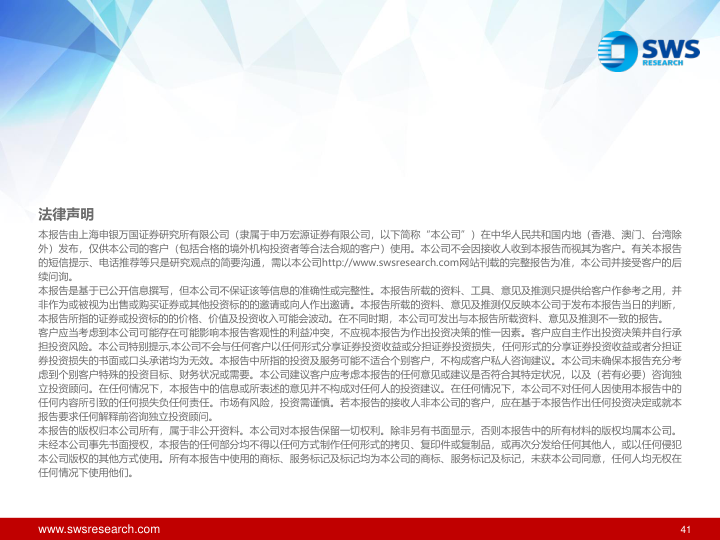 SWS
RESEARCH
法律声明
本报告由上海申银万国证券研究所有限公司（隶属于申万宏源证券有限公司，以下简称“本公司”）在中华人民共和国内地（香港、澳门、台湾除
外）发布，仅供本公司的客户（包括合格的境外机构投资者等合法合规的客户）使用。本公司不会因接收人收到本报告而视其为客户。有关本报告
的短信提示、电话推荐等只是研究观点的简要沟通，需以本公司http://www.swsresearch.com网站刊载的完整报告为准，本公司并接受客户的后
续问询。
本报告是基于已公开信息撰写，但本公司不保证该等信息的准确性或完整性。本报告所载的资料、工具、意见及推测只提供给客户作参考之用，并
非作为或被视为出售或购买证券或其他投资标的的邀请或向人作出邀请。本报告所载的资料、意见及推测仅反映本公司于发布本报告当日的判断，
本报告所指的证券或投资标的的价格、价值及投资收入可能会波动。在不同时期，本公司可发出与本报告所载资料、意见及推测不一致的报告。
客户应当考虑到本公司可能存在可能影响本报告客观性的利益冲突，不应视本报告为作出投资决策的惟一因素。客户应自主作出投资决策并自行承
担投资风险。本公司特别提示,本公司不会与任何客户以任何形式分享证券投资收益或分担证券投资损失，任何形式的分享证券投资收益或者分担证
券投资损失的书面或口头承诺均为无效。本报告中所指的投资及服务可能不适合个别客户，不构成客户私人咨询建议。本公司未确保本报告充分考
虑到个别客户特殊的投资目标、财务状况或需要。本公司建议客户应考虑本报告的任何意见或建议是否符合其特定状况，以及（若有必要）咨询独
立投资顾问。在任何情况下，本报告中的信息或所表述的意见并不构成对任何人的投资建议。在任何情况下，本公司不对任何人因使用本报告中的
任何内容所引致的任何损失负任何责任。市场有风险，投资需谨慎。若本报告的接收人非本公司的客户，应在基于本报告作出任何投资决定或就本
报告要求任何解释前咨询独立投资顾问。
本报告的版权归本公司所有，属于非公开资料。本公司对本报告保留一切权利。除非另有书面显示，否则本报告中的所有材料的版权均属本公司。
未经本公司事先书面授权，本报告的任何部分均不得以任何方式制作任何形式的拷贝、复印件或复制品，或再次分发给任何其他人，或以任何侵犯
本公司版权的其他方式使用。所有本报告中使用的商标、服务标记及标记均为本公司的商标、服务标记及标记，未获本公司同意，任何人均无权在
任何情况下使用他们。
www.swsresearch.com
41